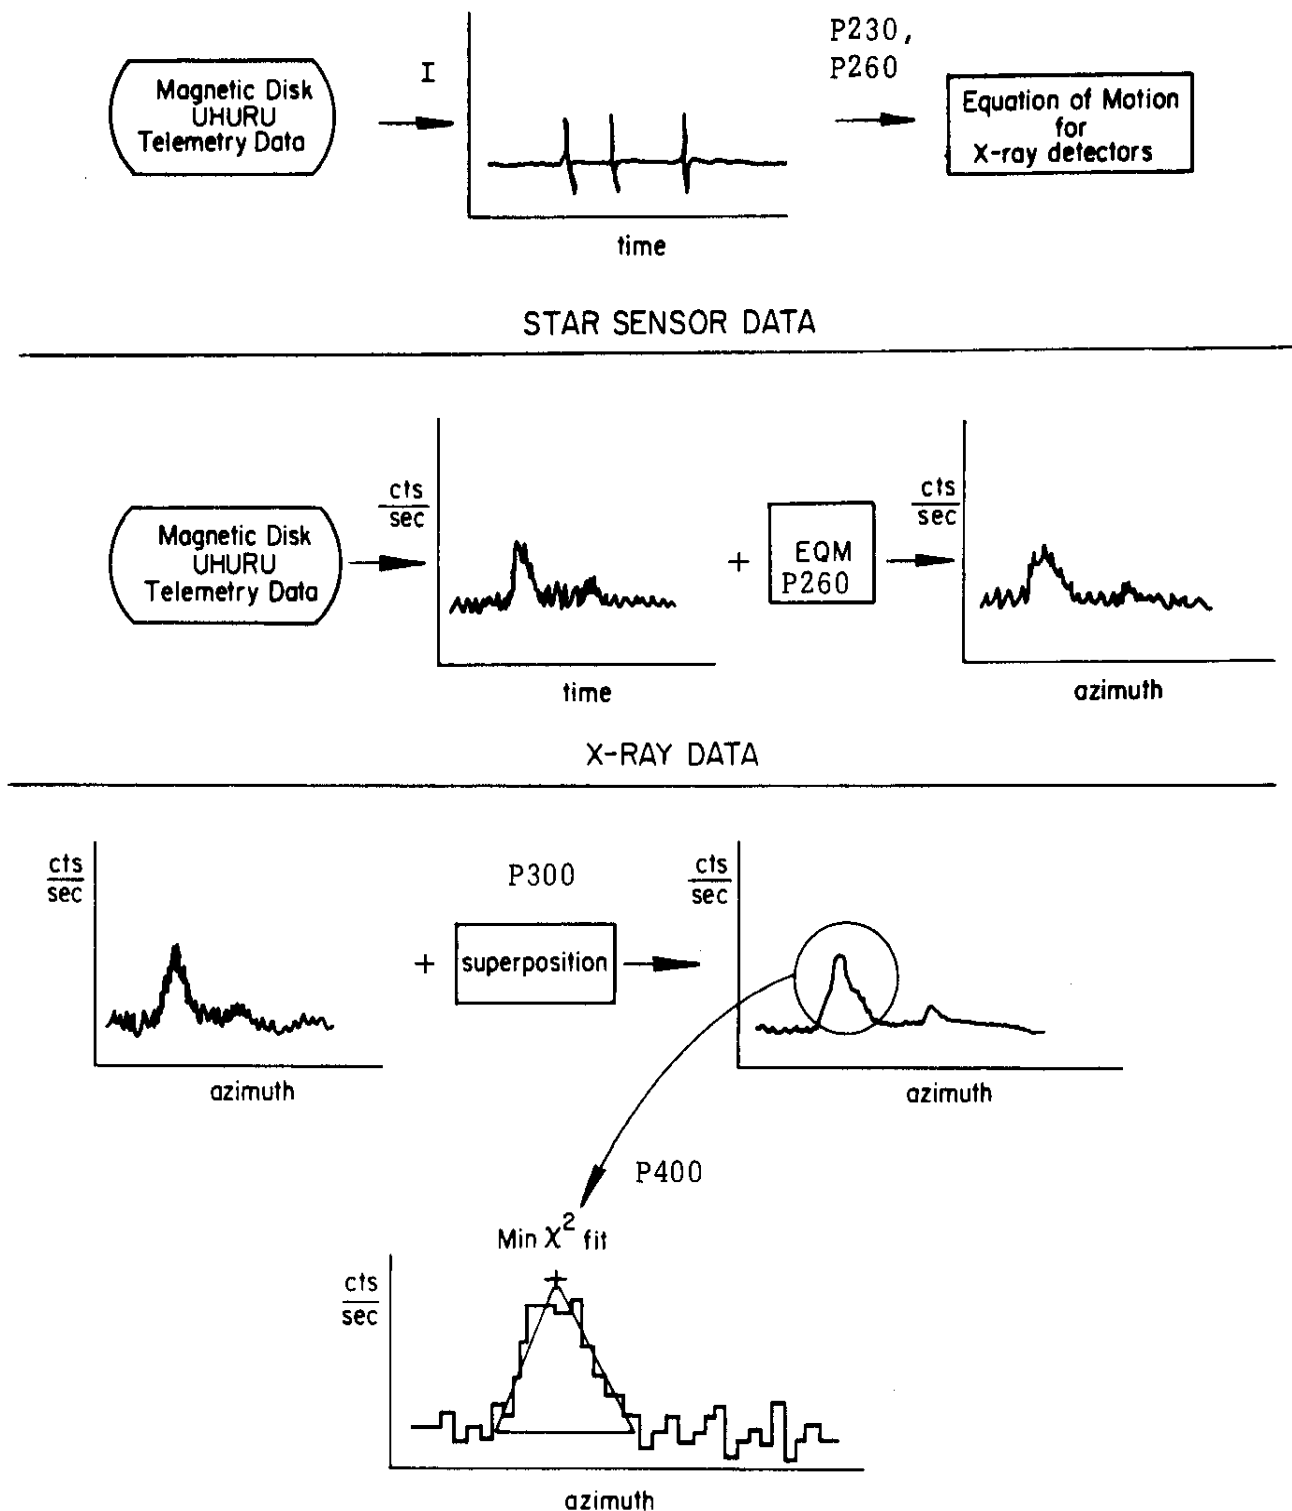 Magnetic Disk
UHURU
Telemetry Data
I
time
P230,
P260
Equation of Motion
for
X-ray detectors
STAR SENSOR DATA
Magnetic Disk
UHURU
Telemetry Data
cts
sec
time
+
EQM
P260
cts
sec
azimuth
X-RAY DATA
cts
sec
azimuth
+
P300
superposition
cts
sec
azimuth
P400
Min χ² fit
cts
sec
azimuth